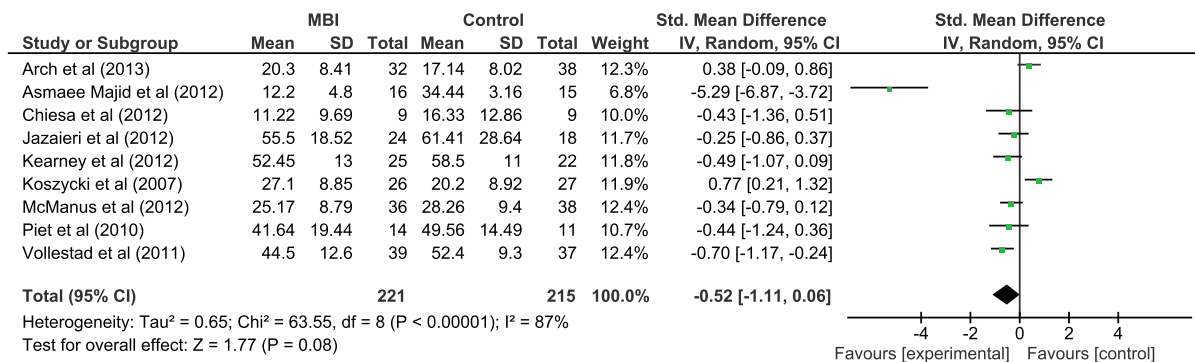 MBI Control Std. Mean Difference Std. Mean Difference
Study or Subgroup Mean SD Total Mean SD Total Weight IV, Random, 95% CI IV, Random, 95% CI
Arch et al (2013) 20.3 8.41 32 17.14 8.02 38 12.3% 0.38 [-0.09, 0.86]
Asmaee Majid et al (2012) 12.2 4.8 16 34.44 3.16 15 6.8% -5.29 [-6.87, -3.72]
Chiesa et al (2012) 11.22 9.69 9 16.33 12.86 9 10.0% -0.43 [-1.36, 0.51]
Jazaieri et al (2012) 55.5 18.52 24 61.41 28.64 18 11.7% -0.25 [-0.86, 0.37]
Kearney et al (2012) 52.45 13 25 58.5 11 22 11.8% -0.49 [-1.07, 0.09]
Koszycki et al (2007) 27.1 8.85 26 20.2 8.92 27 11.9% 0.77 [0.21, 1.32]
McManus et al (2012) 25.17 8.79 36 28.26 9.4 38 12.4% -0.34 [-0.79, 0.12]
Piet et al (2010) 41.64 19.44 14 49.56 14.49 11 10.7% -0.44 [-1.24, 0.36]
Vollestad et al (2011) 44.5 12.6 39 52.4 9.3 37 12.4% -0.70 [-1.17, -0.24]
Total (95% CI) 221 215 100.0% -0.52 [-1.11, 0.06]
Heterogeneity: Tau² = 0.65; Chi² = 63.55, df = 8 (P < 0.00001); I² = 87%
Test for overall effect: Z = 1.77 (P = 0.08)
-4 -2 0 2 4
Favours [experimental] Favours [control]